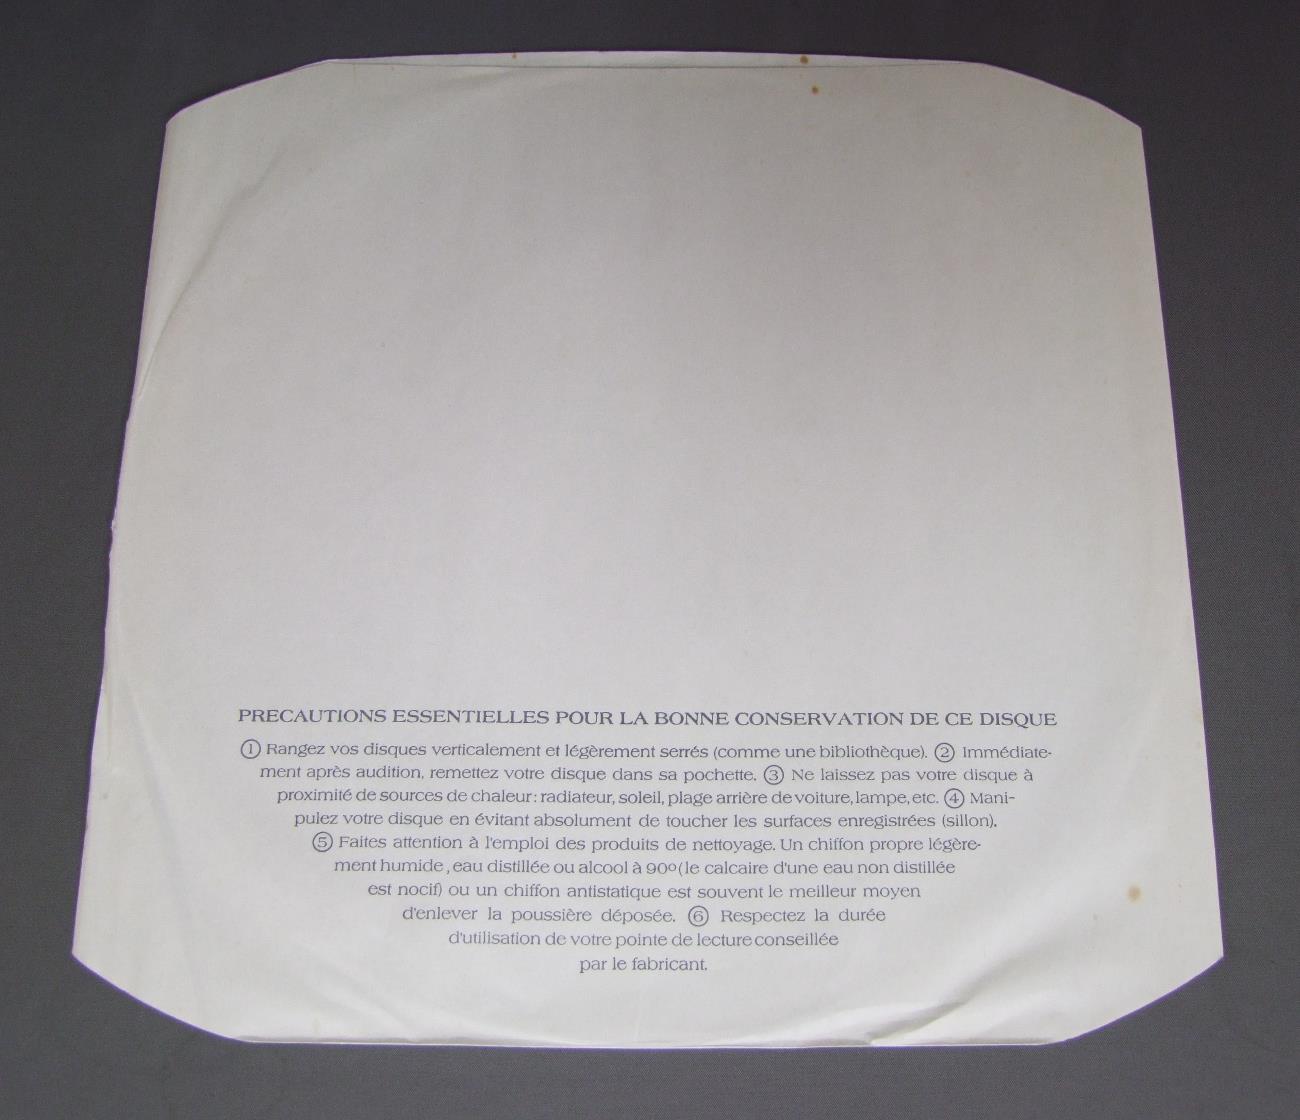 PRECAUTIONS ESSENTIELLES POUR LA BONNE CONSERVATION DE CE DISQUE
① Rangez vos disques verticalement et légèrement serrés (comme une bibliothèque). ② Immédiate-
ment après audition, remettez votre disque dans sa pochette. ③ Ne laissez pas votre disque à
proximité de sources de chaleur: radiateur, soleil, plage arrière de voiture, lampe, etc. ④ Mani-
pulez votre disque en évitant absolument de toucher les surfaces enregistrées (sillon).
⑤ Faites attention à l'emploi des produits de nettoyage. Un chiffon propre légère-
ment humide, eau distillée ou alcool à 90º (le calcaire d'une eau non distillée
est nocif) ou un chiffon antistatique est souvent le meilleur moyen
d'enlever la poussière déposée. ⑥ Respectez la durée
d'utilisation de votre pointe de lecture conseillée
par le fabricant.